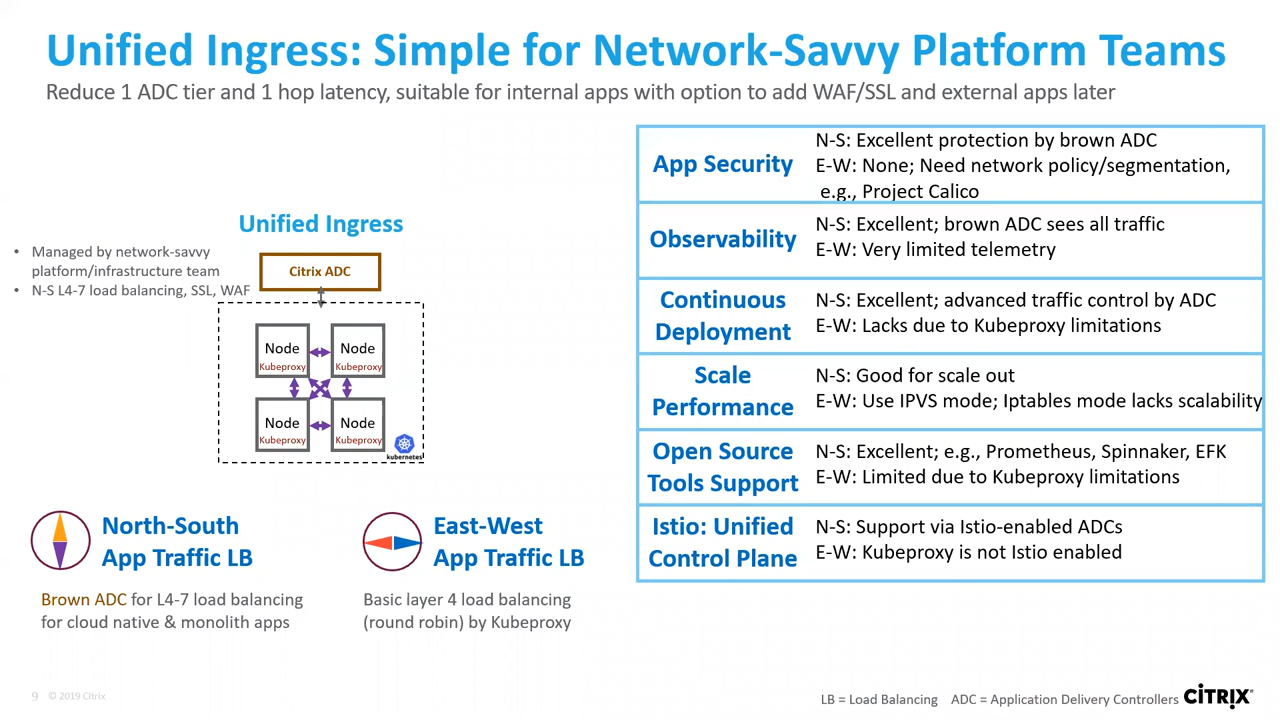 Unified Ingress: Simple for Network-Savvy Platform Teams
Reduce 1 ADC tier and 1 hop latency, suitable for internal apps with option to add WAF/SSL and external apps later
Unified Ingress
• Managed by network-savvy
platform/infrastructure team
• N-S L4-7 load balancing, SSL, WAF
Citrix ADC
Node
Kubeproxy
Node
Kubeproxy
Node
Kubeproxy
Node
Kubeproxy
kubernetes
North-South
App Traffic LB
Brown ADC for L4-7 load balancing
for cloud native & monolith apps
East-West
App Traffic LB
Basic layer 4 load balancing
(round robin) by Kubeproxy
App Security
N-S: Excellent protection by brown ADC
E-W: None; Need network policy/segmentation,
e.g., Project Calico
Observability
N-S: Excellent; brown ADC sees all traffic
E-W: Very limited telemetry
Continuous
Deployment
N-S: Excellent; advanced traffic control by ADC
E-W: Lacks due to Kubeproxy limitations
Scale
Performance
N-S: Good for scale out
E-W: Use IPVS mode; Iptables mode lacks scalability
Open Source
Tools Support
N-S: Excellent; e.g., Prometheus, Spinnaker, EFK
E-W: Limited due to Kubeproxy limitations
Istio: Unified
Control Plane
N-S: Support via Istio-enabled ADCs
E-W: Kubeproxy is not Istio enabled
9 © 2019 Citrix
LB = Load Balancing ADC = Application Delivery Controllers
CITRIX